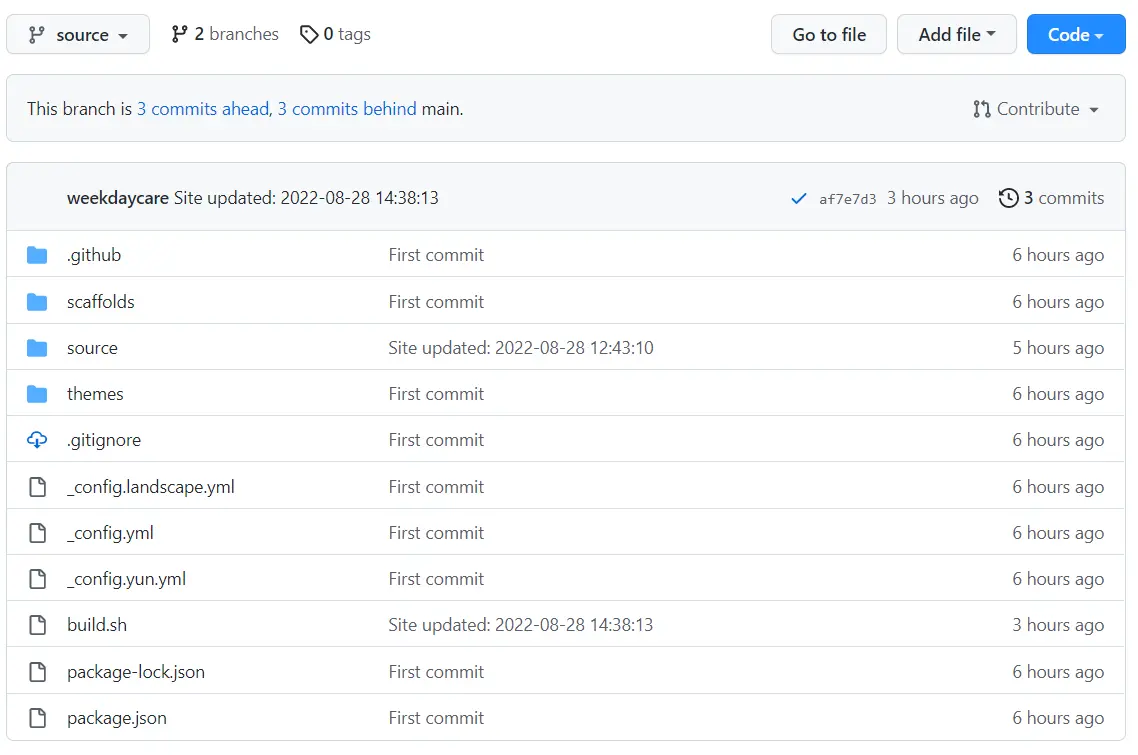 source 2 branches 0 tags Go to file Add file Code
This branch is 3 commits ahead, 3 commits behind main. Contribute
weekdaycare Site updated: 2022-08-28 14:38:13 af7e7d3 3 hours ago 3 commits
.github First commit 6 hours ago
scaffolds First commit 6 hours ago
source Site updated: 2022-08-28 12:43:10 5 hours ago
themes First commit 6 hours ago
.gitignore First commit 6 hours ago
_config.landscape.yml First commit 6 hours ago
_config.yml First commit 6 hours ago
_config.yun.yml First commit 6 hours ago
build.sh Site updated: 2022-08-28 14:38:13 3 hours ago
package-lock.json First commit 6 hours ago
package.json First commit 6 hours ago